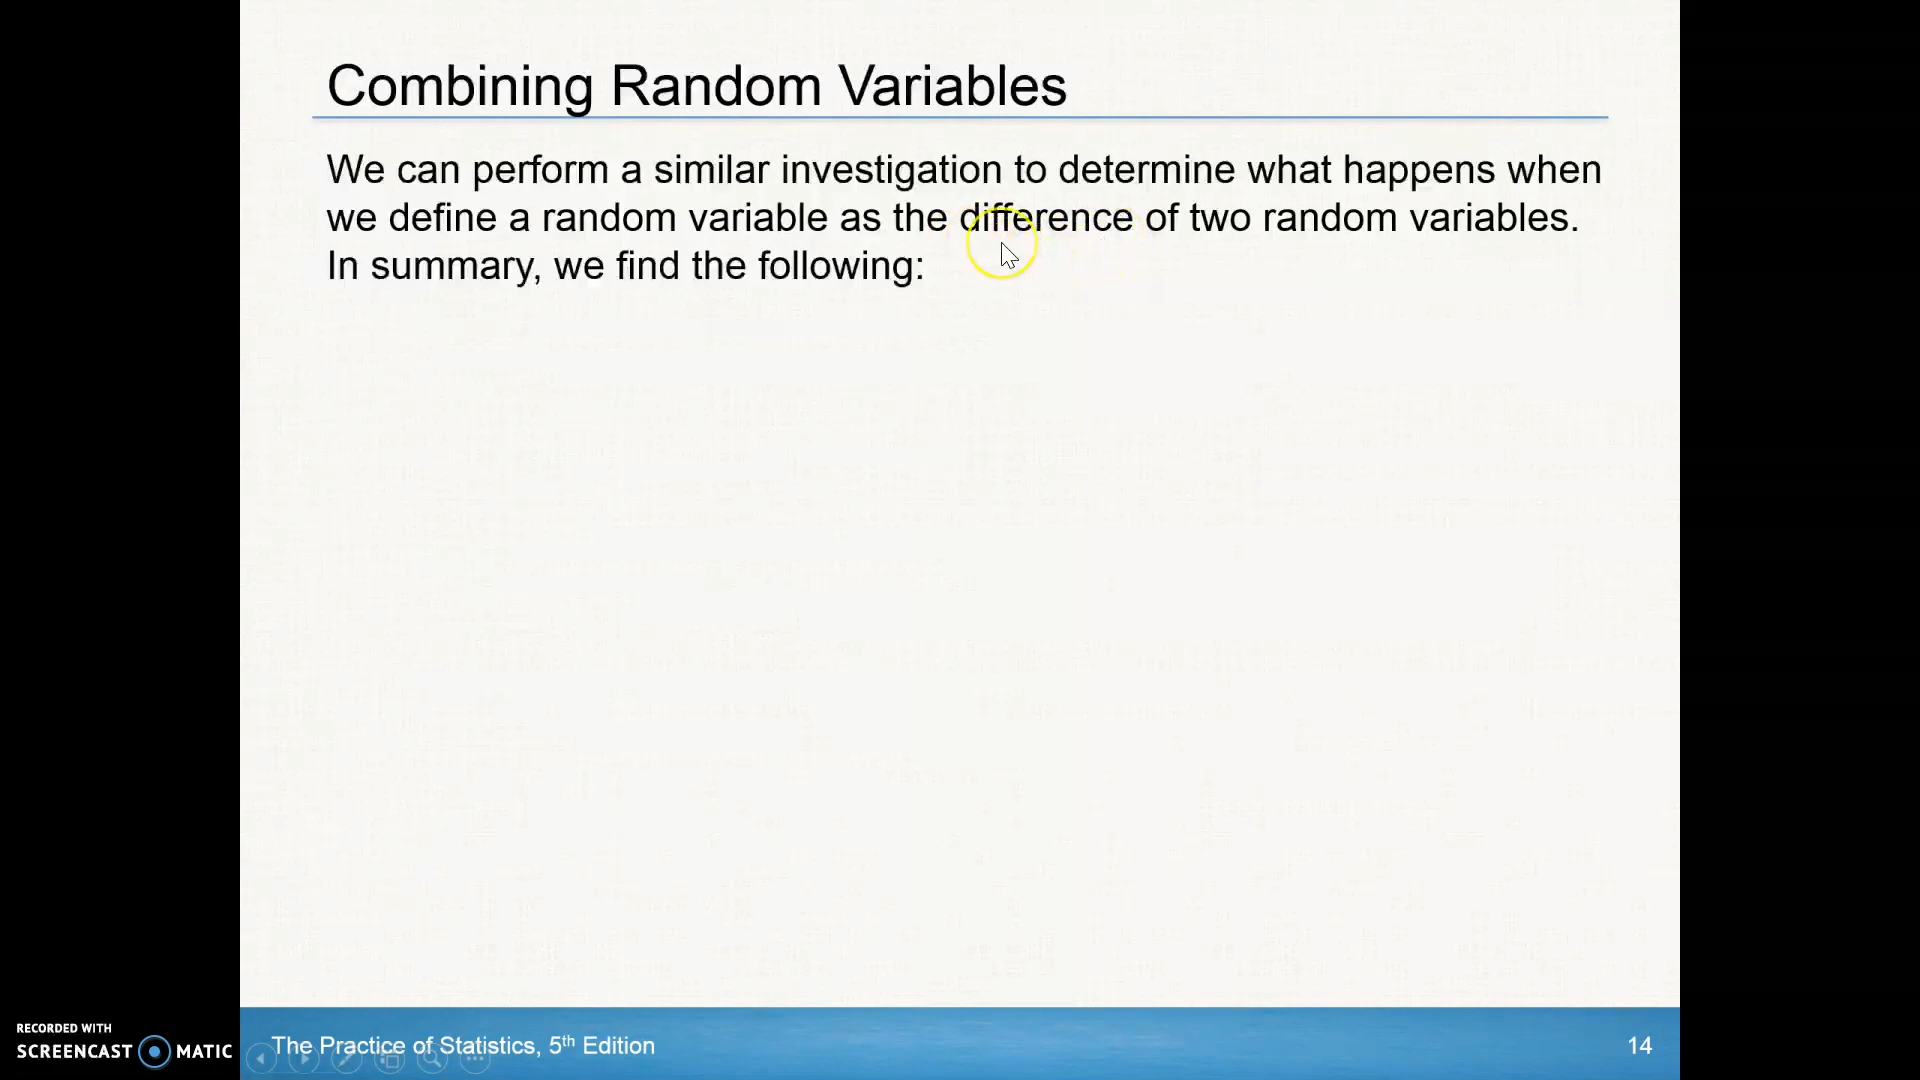 Combining Random Variables
We can perform a similar investigation to determine what happens when
we define a random variable as the difference of two random variables.
In summary, we find the following:
RECORDED WITH
SCREENCAST MATIC
The Practice of Statistics, 5th Edition
14